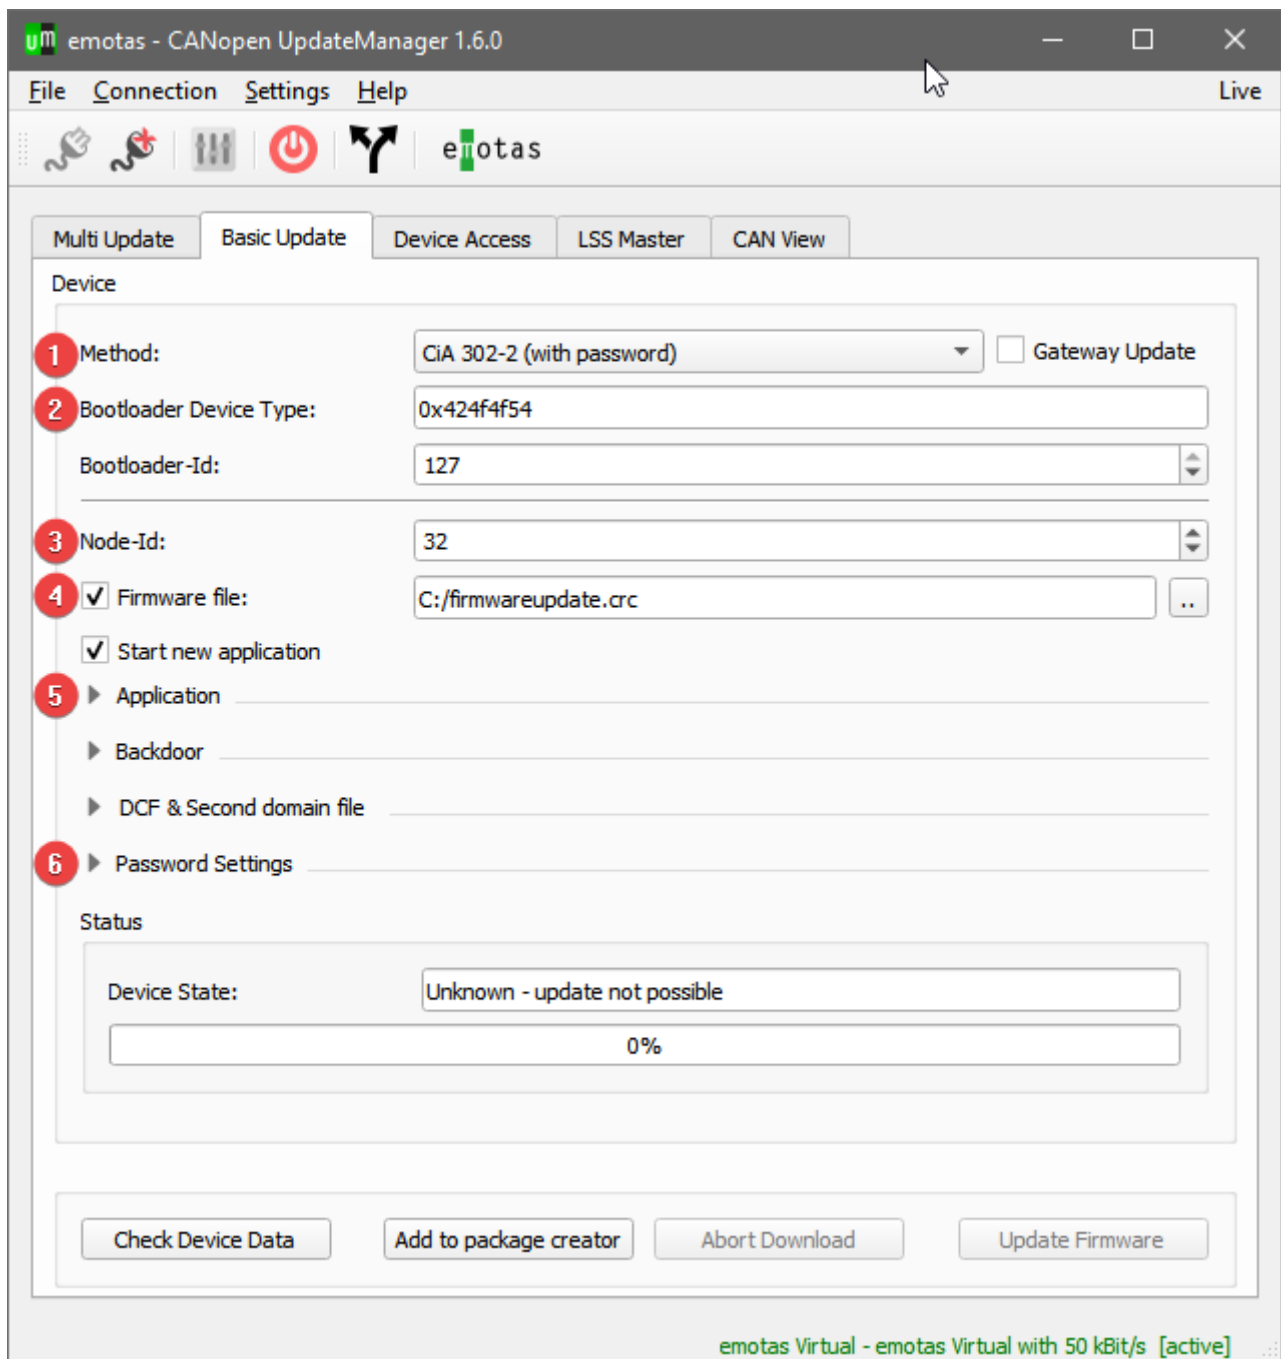 um emotas - CANopen UpdateManager 1.6.0
File Connection Settings Help Live
emotas
Multi Update Basic Update Device Access LSS Master CAN View
Device
1 Method: CiA 302-2 (with password) Gateway Update
2 Bootloader Device Type: 0x424f4f54
Bootloader-Id: 127
3 Node-Id: 32
4 Firmware file: C:/firmwareupdate.crc ..
Start new application
5 Application
Backdoor
DCF & Second domain file
6 Password Settings
Status
Device State: Unknown - update not possible
0%
Check Device Data Add to package creator Abort Download Update Firmware
emotas Virtual - emotas Virtual with 50 kBit/s [active]